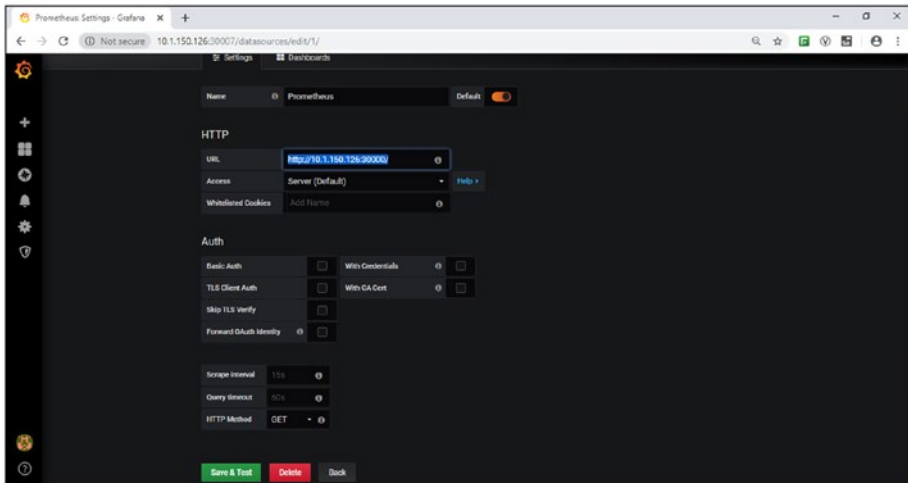 Prometheus: Settings - Grafana
Not secure 10.1.150.126:30007/datasources/edit/1/
Settings Dashboards
Name Prometheus Default
HTTP
URL http://10.1.150.126:30000/
Access Server (Default) Help
Whitelisted Cookies Add Name
Auth
Basic Auth With Credentials
TLS Client Auth With CA Cert
Skip TLS Verify
Forward OAuth Identity
Scrape interval 15s
Query timeout 60s
HTTP Method GET
Save & Test Delete Back